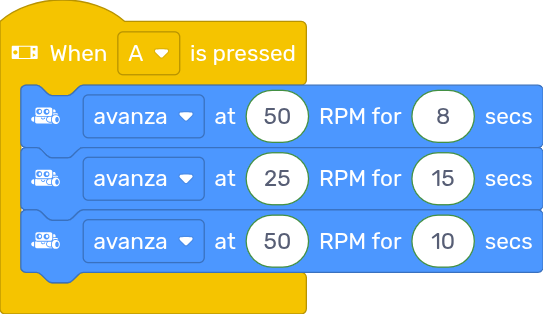 When A is pressed
avanza at 50 RPM for 8 secs
avanza at 25 RPM for 15 secs
avanza at 50 RPM for 10 secs